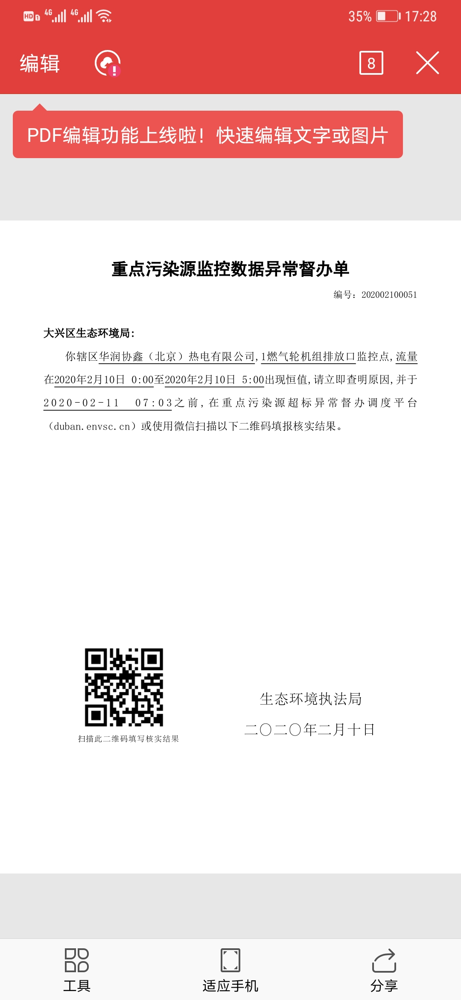 HD 1 4G 4G 35% 17:28
编辑 8
PDF编辑功能上线啦！快速编辑文字或图片
重点污染源监控数据异常督办单
编号：202002100051
大兴区生态环境局：
你辖区华润协鑫（北京）热电有限公司，1燃气轮机组排放口监控点，流量
在2020年2月10日 0:00至2020年2月10日 5:00出现恒值，请立即查明原因，并于
2020-02-11 07:03之前，在重点污染源超标异常督办调度平台
（duban.envsc.cn）或使用微信扫描以下二维码填报核实结果。
生态环境执法局
二〇二〇年二月十日
扫描此二维码填写核实结果
工具 适应手机 分享